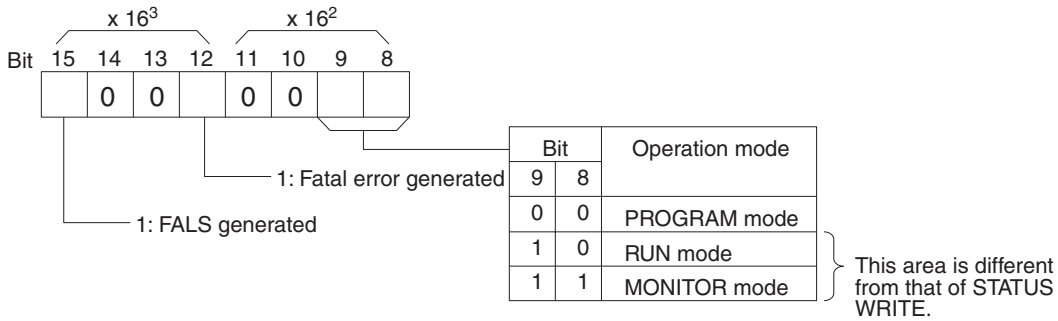 x 16³ x 16²
Bit 15 14 13 12 11 10 9 8
0 0 0 0
Bit Operation mode
9 8
1: Fatal error generated
0 0 PROGRAM mode
1: FALS generated
1 0 RUN mode
1 1 MONITOR mode
This area is different
from that of STATUS
WRITE.